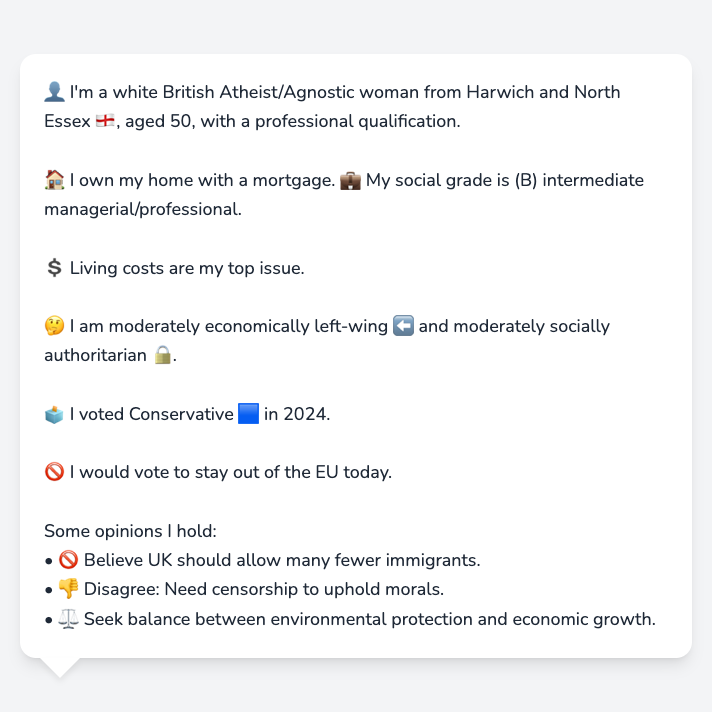 👤 I'm a white British Atheist/Agnostic woman from Harwich and North
Essex 🏴󠁧󠁢󠁥󠁮󠁧󠁿, aged 50, with a professional qualification.
🏠 I own my home with a mortgage. 💼 My social grade is (B) intermediate
managerial/professional.
💲 Living costs are my top issue.
🤔 I am moderately economically left-wing ⬅️ and moderately socially
authoritarian 🔒.
🗳️ I voted Conservative 🟦 in 2024.
🚫 I would vote to stay out of the EU today.
Some opinions I hold:
• 🚫 Believe UK should allow many fewer immigrants.
• 👎 Disagree: Need censorship to uphold morals.
• ⚖️ Seek balance between environmental protection and economic growth.